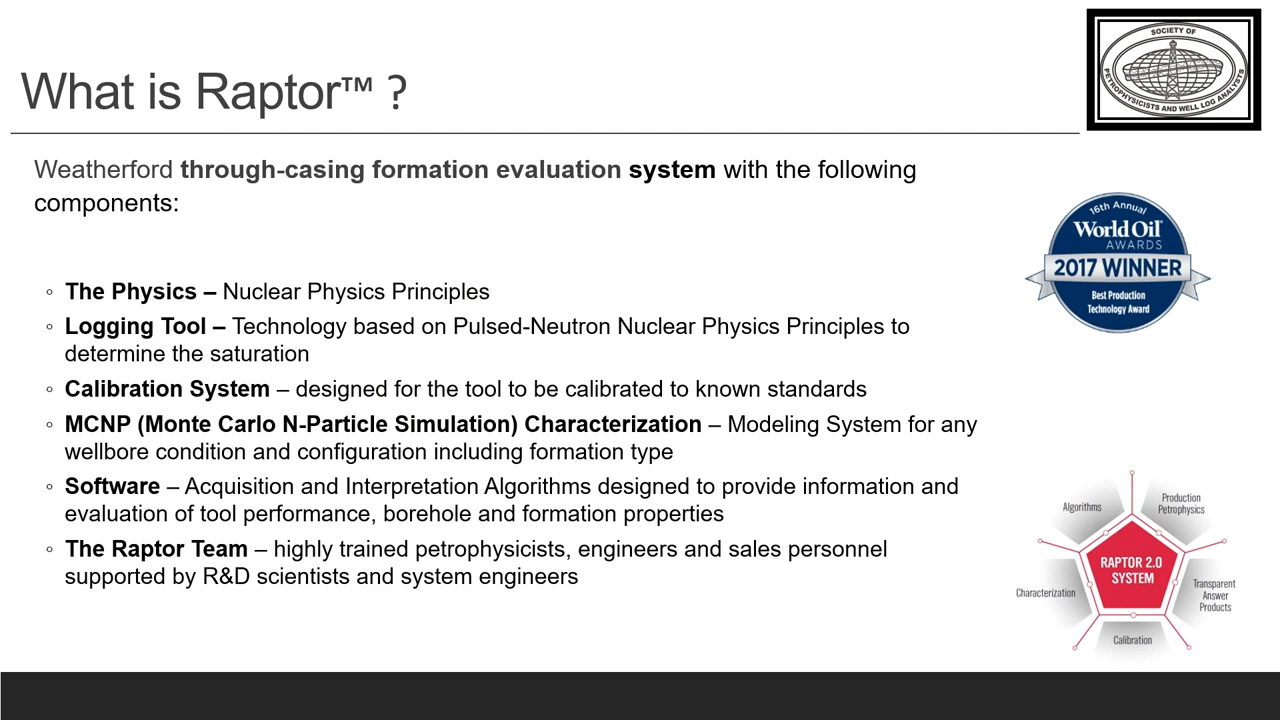 What is Raptor™ ?
SOCIETY OF
PETROPHYSICISTS AND WELL LOG ANALYSTS
Weatherford through-casing formation evaluation system with the following
components:
◦ The Physics – Nuclear Physics Principles
◦ Logging Tool – Technology based on Pulsed-Neutron Nuclear Physics Principles to
determine the saturation
◦ Calibration System – designed for the tool to be calibrated to known standards
◦ MCNP (Monte Carlo N-Particle Simulation) Characterization – Modeling System for any
wellbore condition and configuration including formation type
◦ Software – Acquisition and Interpretation Algorithms designed to provide information and
evaluation of tool performance, borehole and formation properties
◦ The Raptor Team – highly trained petrophysicists, engineers and sales personnel
supported by R&D scientists and system engineers
16th Annual
World Oil
AWARDS
2017 WINNER
Best Production
Technology Award
Algorithms
Production
Petrophysics
RAPTOR 2.0
SYSTEM
Characterization
Transparent
Answer
Products
Calibration